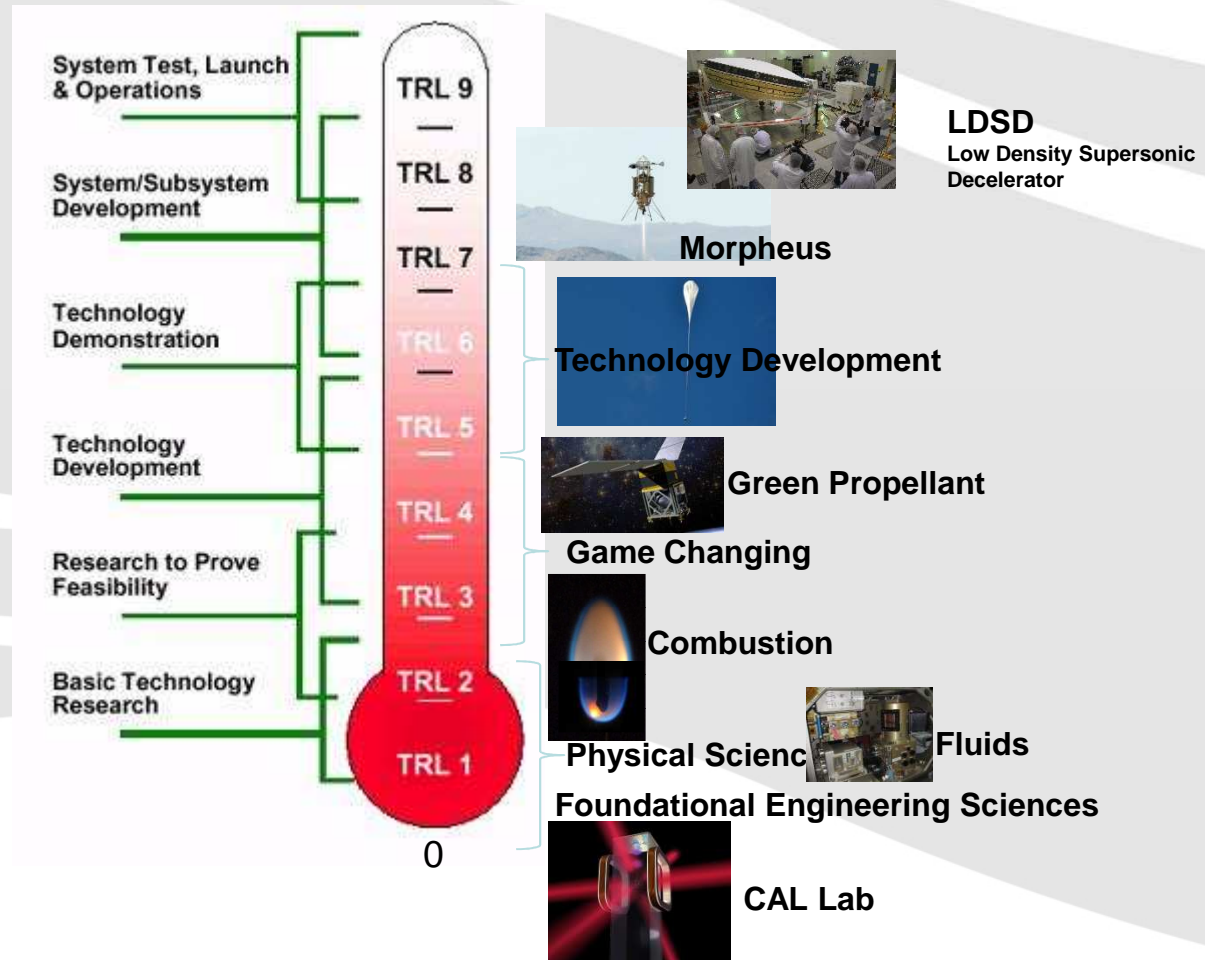 System Test, Launch
& Operations
System/Subsystem
Development
Technology
Demonstration
Technology
Development
Research to Prove
Feasibility
Basic Technology
Research
TRL 9
TRL 8
TRL 7
TRL 6
TRL 5
TRL 4
TRL 3
TRL 2
TRL 1
0
LDSD
Low Density Supersonic
Decelerator
Morpheus
Technology Development
Green Propellant
Game Changing
Combustion
Physical Scienc
Fluids
Foundational Engineering Sciences
CAL Lab